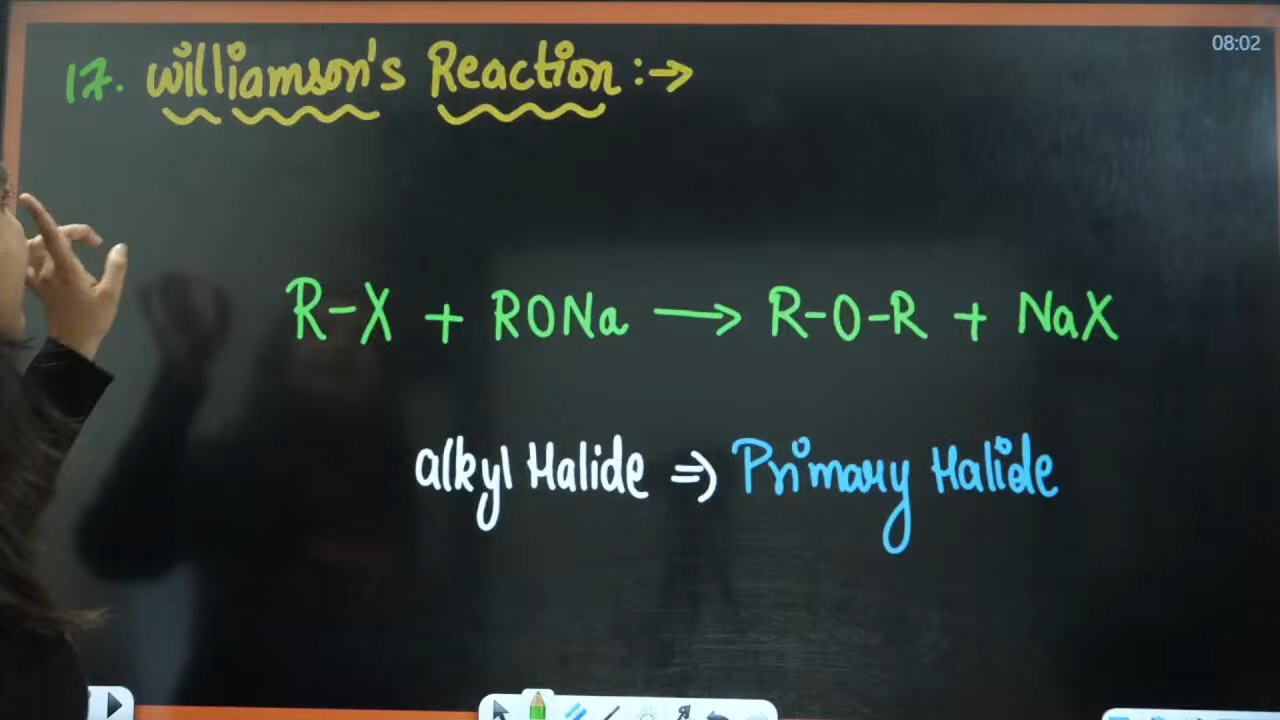 08:02
17. Williamson's Reaction :→
R-X + RONa → R-O-R + NaX
alkyl Halide ⇒ Primary Halide